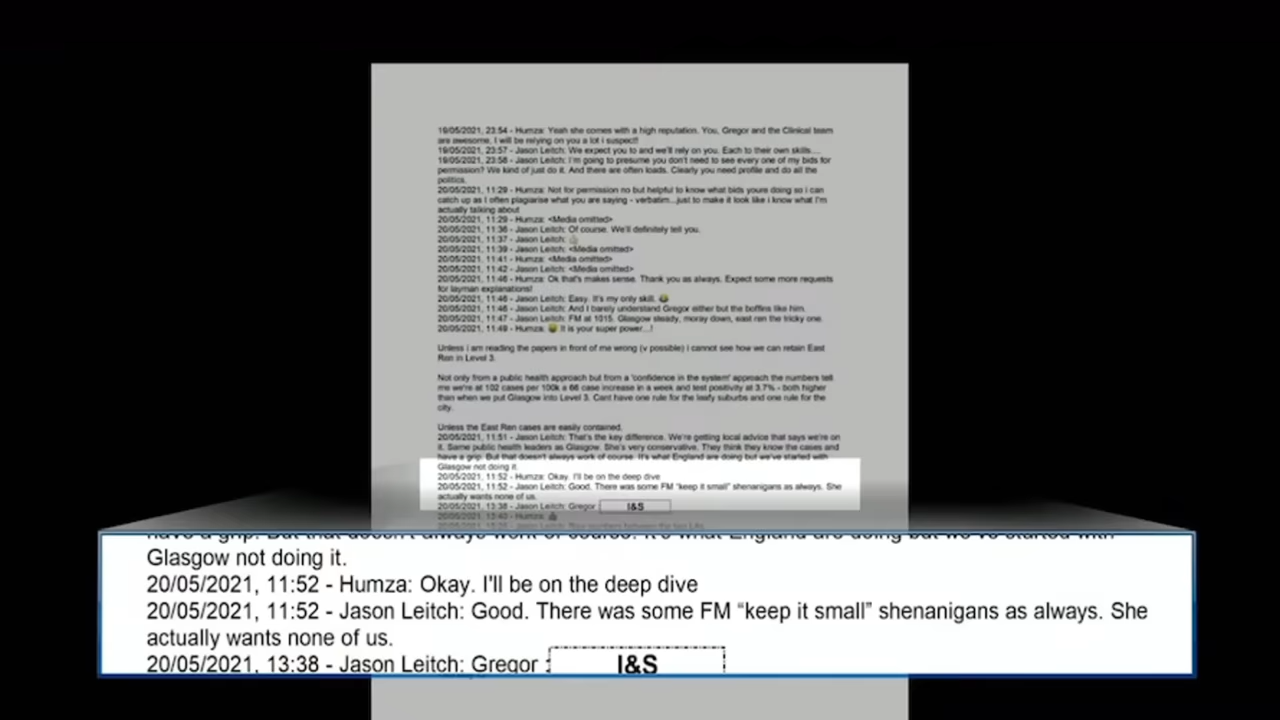 19/05/2021, 23:54 - Humza: Yeah she comes with a high reputation. You, Gregor and the Clinical team
are awesome, I will be relying on you a lot i suspect!
19/05/2021, 23:57 - Jason Leitch: We expect you to and we'll rely on you. Each to their own skills....
19/05/2021, 23:58 - Jason Leitch: I'm going to presume you don't need to see every one of my bids for
permission? We kind of just do it. And there are often loads. Clearly you need profile and do all the
politics.
20/05/2021, 11:29 - Humza: Not for permission no but helpful to know what bids youre doing so i can
catch up as I often plagiarise what you are saying - verbatim...just to make it look like i know what I'm
actually talking about
20/05/2021, 11:29 - Humza: <Media omitted>
20/05/2021, 11:36 - Jason Leitch: Of course. We'll definitely tell you.
20/05/2021, 11:37 - Jason Leitch:
20/05/2021, 11:39 - Jason Leitch: <Media omitted>
20/05/2021, 11:41 - Humza: <Media omitted>
20/05/2021, 11:42 - Jason Leitch: <Media omitted>
20/05/2021, 11:46 - Humza: Ok that's makes sense. Thank you as always. Expect some more requests
for layman explanations!
20/05/2021, 11:46 - Jason Leitch: Easy. It's my only skill. 😂
20/05/2021, 11:46 - Jason Leitch: And I barely understand Gregor either but the boffins like him.
20/05/2021, 11:47 - Jason Leitch: FM at 1015. Glasgow steady, moray down, east ren the tricky one.
20/05/2021, 11:49 - Humza: 😂 It is your super power...!
Unless i am reading the papers in front of me wrong (v possible) i cannot see how we can retain East
Ren in Level 3.
Not only from a public health approach but from a 'confidence in the system' approach the numbers tell
me we're at 102 cases per 100k a 66 case increase in a week and test positivity at 3.7% - both higher
than when we put Glasgow into Level 3. Cant have one rule for the leafy suburbs and one rule for the
city.
Unless the East Ren cases are easily contained.
20/05/2021, 11:51 - Jason Leitch: That's the key difference. We're getting local advice that says we're on
it. Same public health leaders as Glasgow. She's very conservative. They think they know the cases and
have a grip. But that doesn't always work of course. It's what England are doing but we've started with
Glasgow not doing it.
20/05/2021, 11:52 - Humza: Okay. I'll be on the deep dive
20/05/2021, 11:52 - Jason Leitch: Good. There was some FM "keep it small" shenanigans as always. She
actually wants none of us.
20/05/2021, 13:38 - Jason Leitch: Gregor I&S
20/05/2021, 13:40 - Humza: 👍
have a grip. But that doesn't always work of course. It's what England are doing but we've started with
Glasgow not doing it.
20/05/2021, 11:52 - Humza: Okay. I'll be on the deep dive
20/05/2021, 11:52 - Jason Leitch: Good. There was some FM “keep it small” shenanigans as always. She
actually wants none of us.
20/05/2021, 13:38 - Jason Leitch: Gregor : I&S